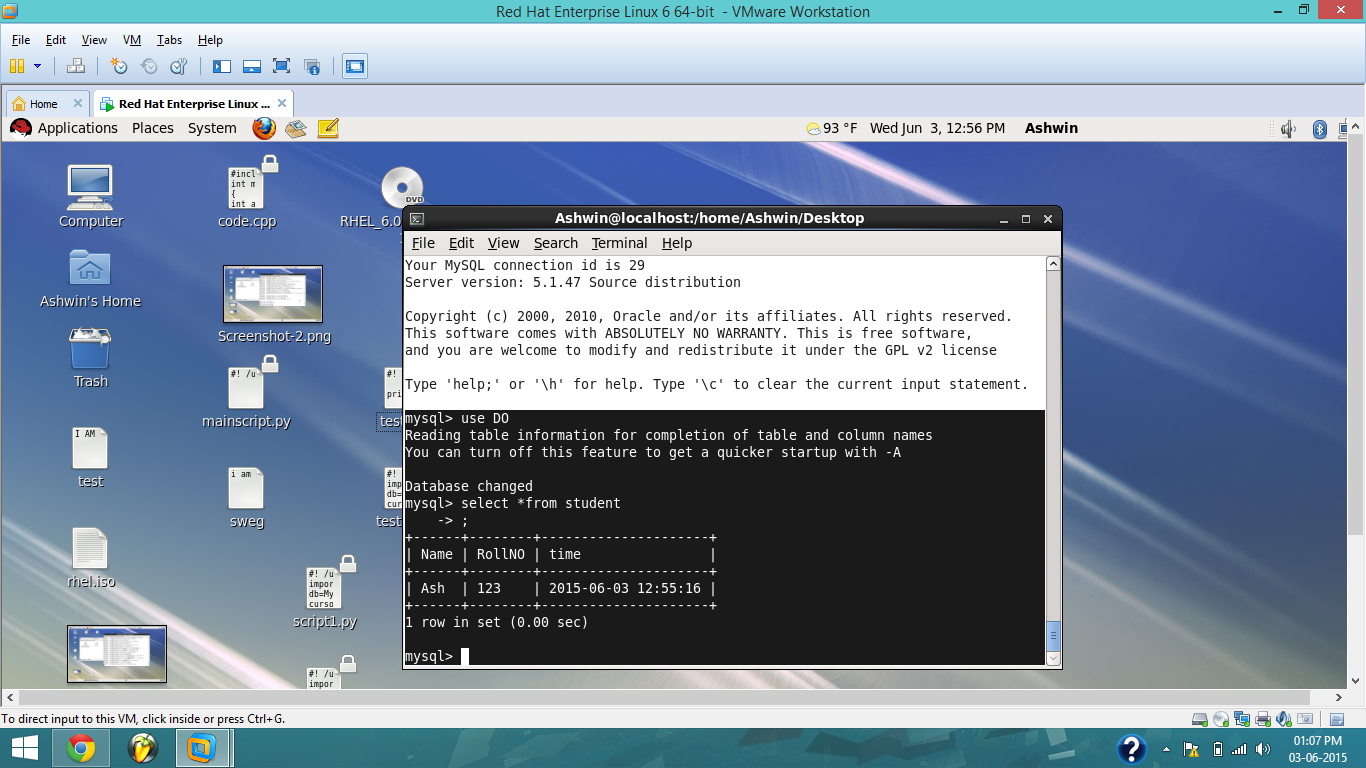 Red Hat Enterprise Linux 6 64-bit - VMware Workstation
File Edit View VM Tabs Help
Home
Red Hat Enterprise Linux ...
Applications Places System
93 °F Wed Jun 3, 12:56 PM Ashwin
Computer
#incl
int m
{
int a
code.cpp
DVD
RHEL_6.0
Ashwin's Home
Screenshot-2.png
Trash
#! /u
mainscript.py
#!
pri
test
I AM
test
i am
sweg
#!
imp
db=
cur
test
rhel.iso
#! /u
impor
db=My
curso
script1.py
#! /u
impor
Ashwin@localhost:/home/Ashwin/Desktop
File Edit View Search Terminal Help
Your MySQL connection id is 29
Server version: 5.1.47 Source distribution
Copyright (c) 2000, 2010, Oracle and/or its affiliates. All rights reserved.
This software comes with ABSOLUTELY NO WARRANTY. This is free software,
and you are welcome to modify and redistribute it under the GPL v2 license
Type 'help;' or '\h' for help. Type '\c' to clear the current input statement.
mysql> use DO
Reading table information for completion of table and column names
You can turn off this feature to get a quicker startup with -A
Database changed
mysql> select *from student
-> ;
+------+--------+---------------------+
| Name | RollNO | time |
+------+--------+---------------------+
| Ash | 123 | 2015-06-03 12:55:16 |
+------+--------+---------------------+
1 row in set (0.00 sec)
mysql>
To direct input to this VM, click inside or press Ctrl+G.
01:07 PM
03-06-2015